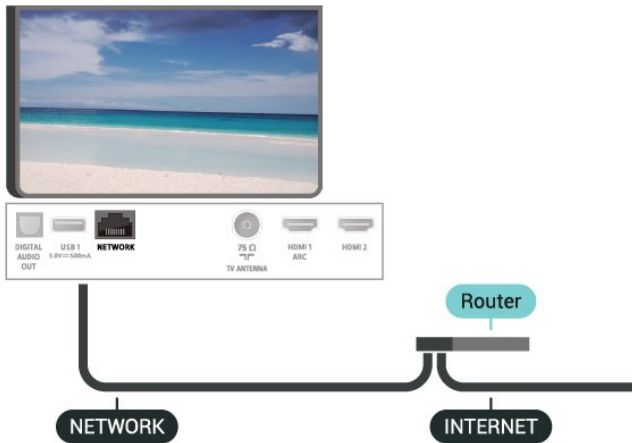 DIGITAL
AUDIO
OUT
USB 1
5.0V⎓500mA
NETWORK
75 Ω
TV ANTENNA
HDMI 1
ARC
HDMI 2
Router
NETWORK
INTERNET